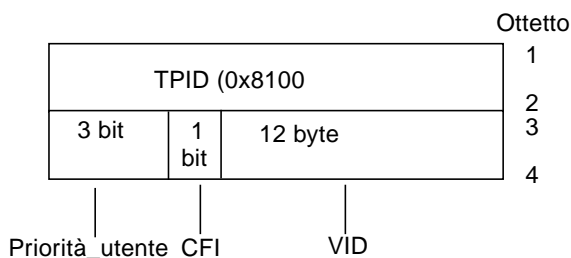 Ottetto
1
TPID (0x8100
2
3 bit
1
bit
12 byte
3
4
Priorità_utente
CFI
VID